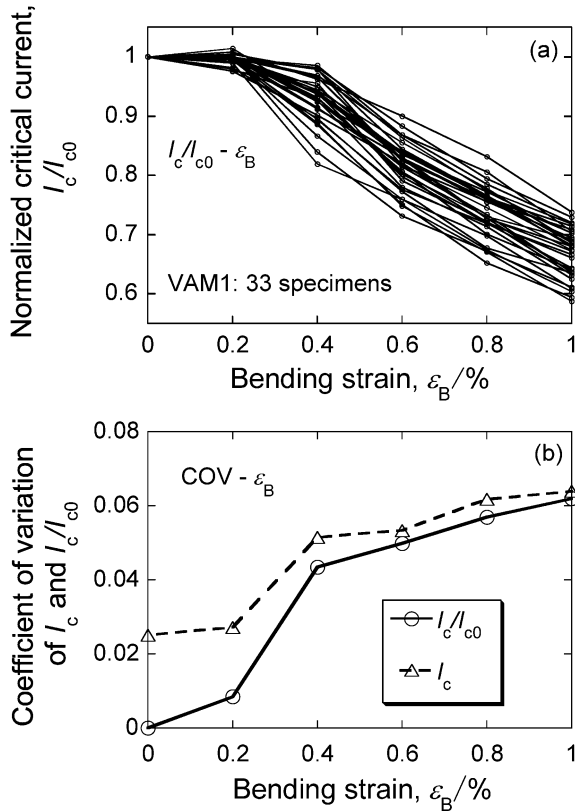 Normalized critical current,
I_c/I_c0
1
0.9
0.8
0.7
0.6
(a)
I_c/I_c0 - ε_B
VAM1: 33 specimens
0 0.2 0.4 0.6 0.8 1
Bending strain, ε_B/%
Coefficient of variation
of I_c and I_c/I_c0
0.08
0.06
0.04
0.02
0
(b)
COV - ε_B
I_c/I_c0
I_c
0 0.2 0.4 0.6 0.8 1
Bending strain, ε_B/%